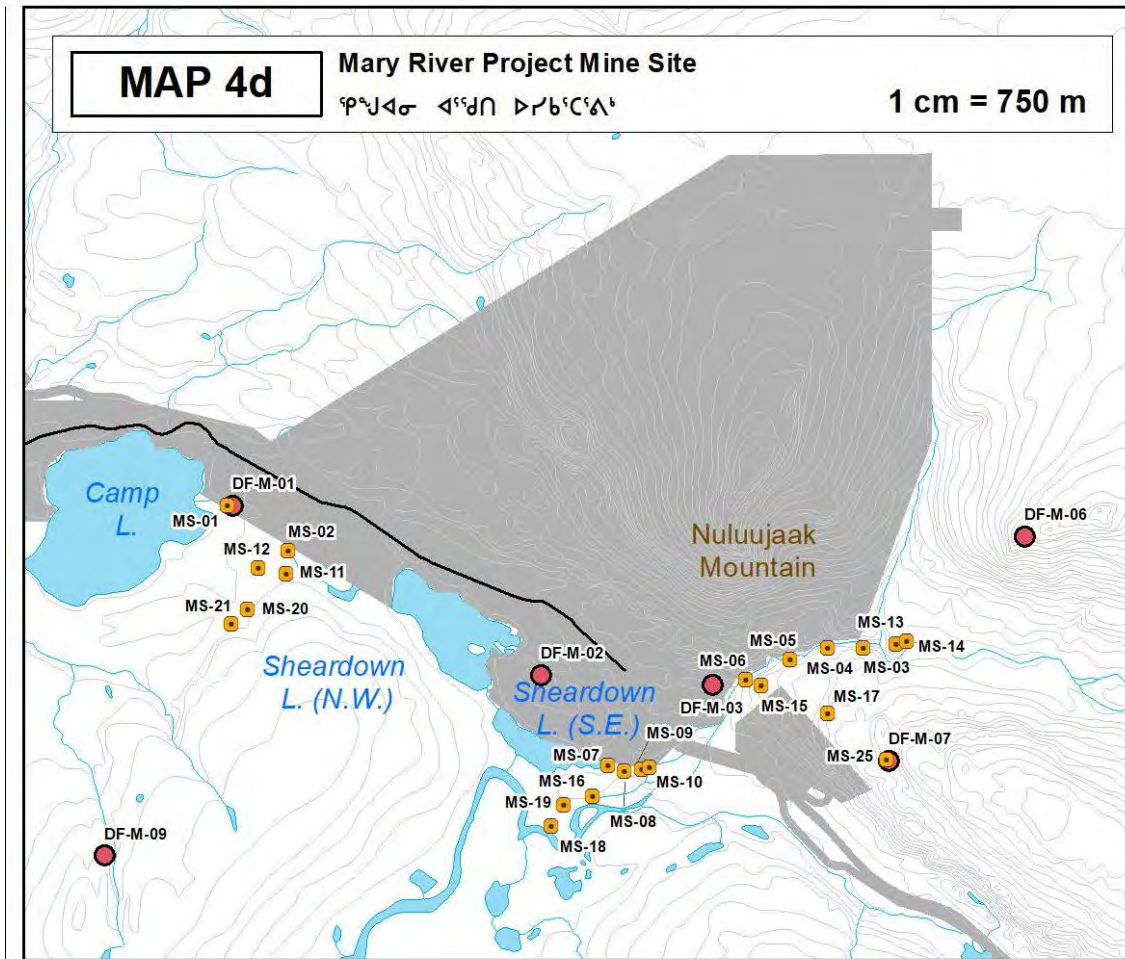 MAP 4d
Mary River Project Mine Site
ᕿᙳᐊᓂ ᐊᕐᖁᑎ ᐅᓯᑲᖅᑕᕐᕕᒃ
1 cm = 750 m
Camp
L.
DF-M-01
MS-01
MS-02
MS-12
MS-11
MS-21
MS-20
Sheardown
L. (N.W.)
Nuluujaak
Mountain
DF-M-06
MS-13
MS-14
MS-05
MS-04
MS-03
MS-06
DF-M-02
DF-M-03
MS-15
MS-17
Sheardown
L. (S.E.)
MS-09
MS-07
MS-10
MS-25
DF-M-07
MS-16
MS-19
MS-08
MS-18
DF-M-09